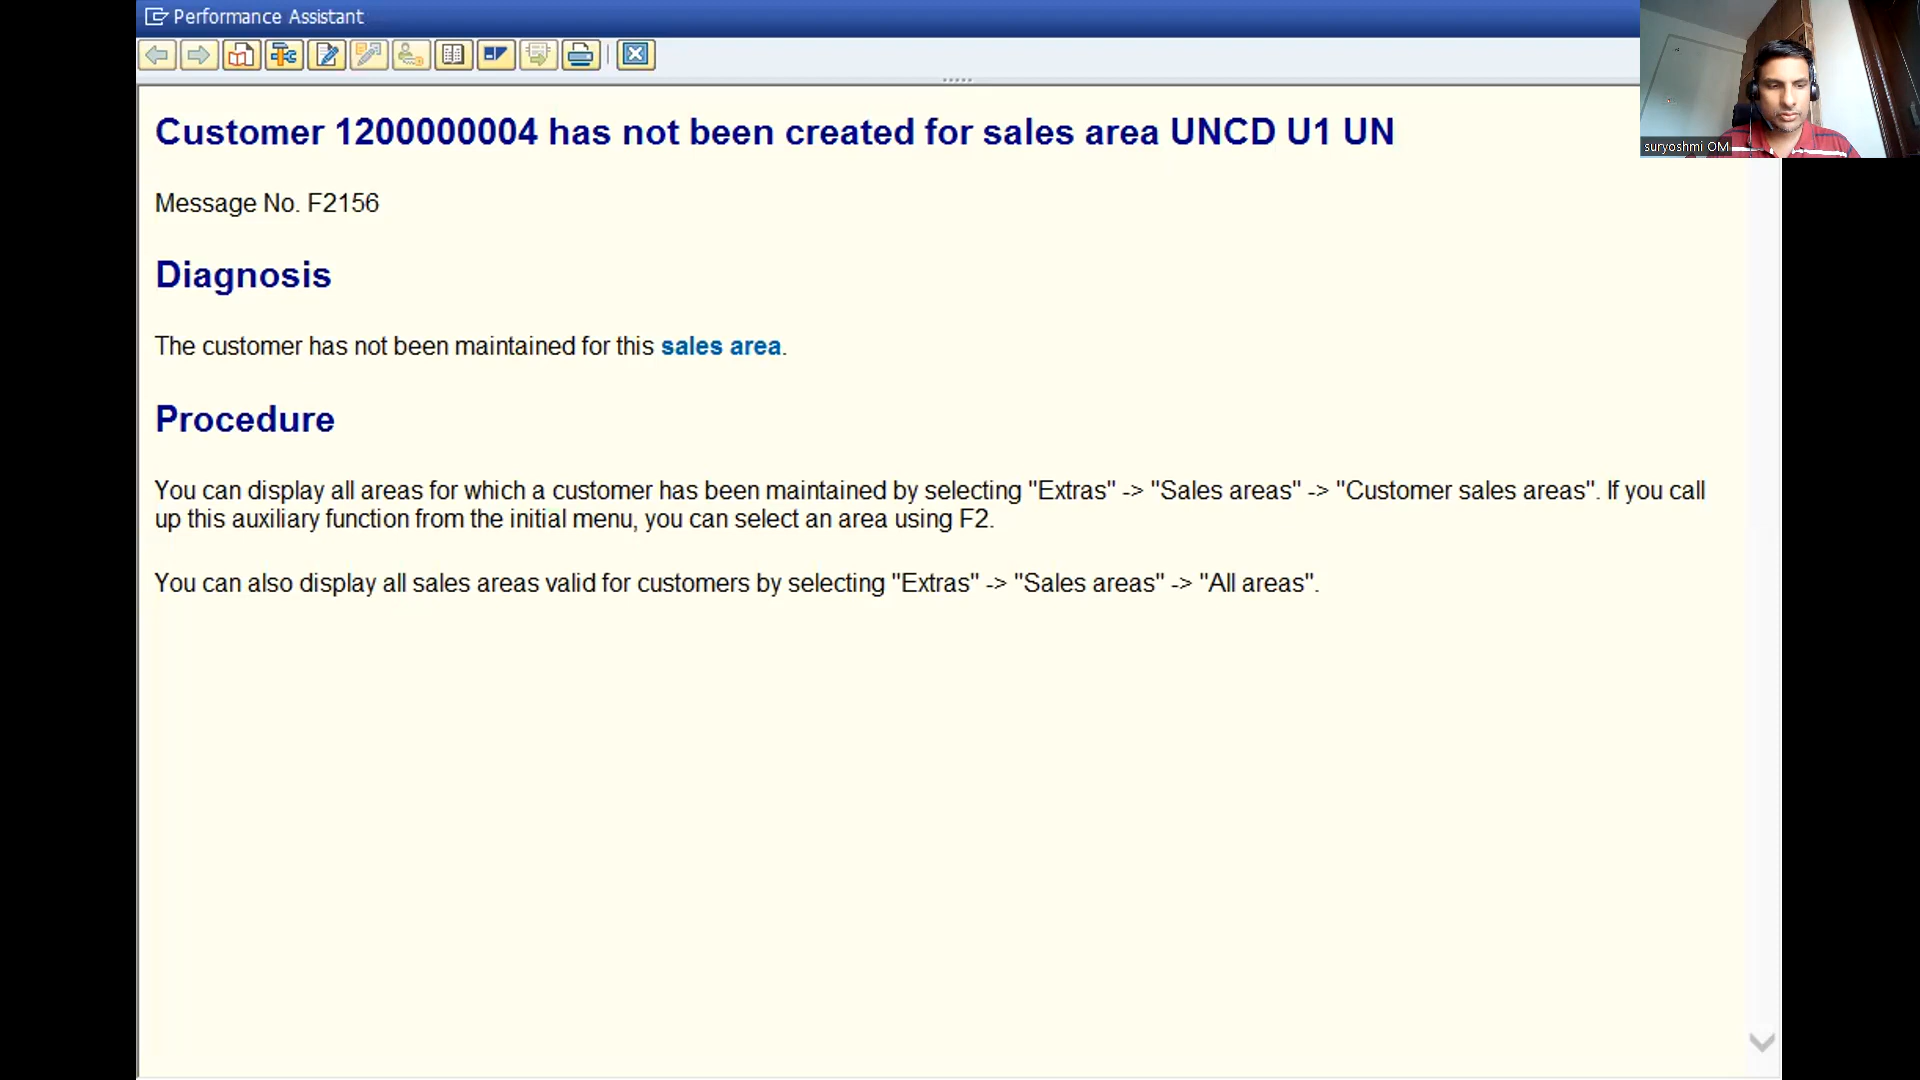 Performance Assistant
suryoshmi OM
Customer 1200000004 has not been created for sales area UNCD U1 UN
Message No. F2156
Diagnosis
The customer has not been maintained for this sales area.
Procedure
You can display all areas for which a customer has been maintained by selecting "Extras" -> "Sales areas" -> "Customer sales areas". If you call
up this auxiliary function from the initial menu, you can select an area using F2.
You can also display all sales areas valid for customers by selecting "Extras" -> "Sales areas" -> "All areas".